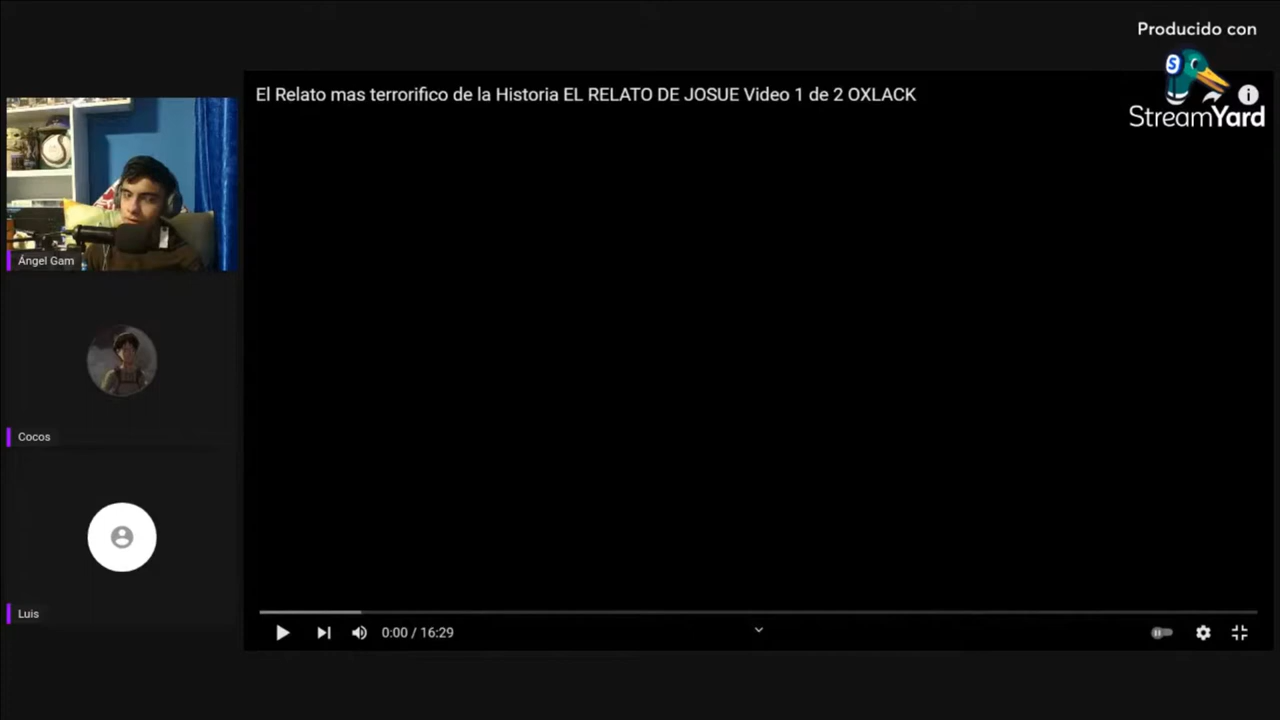 Producido con
StreamYard
El Relato mas terrorifico de la Historia EL RELATO DE JOSUE Video 1 de 2 OXLACK
Ángel Gam
Cocos
Luis
0:00 / 16:29